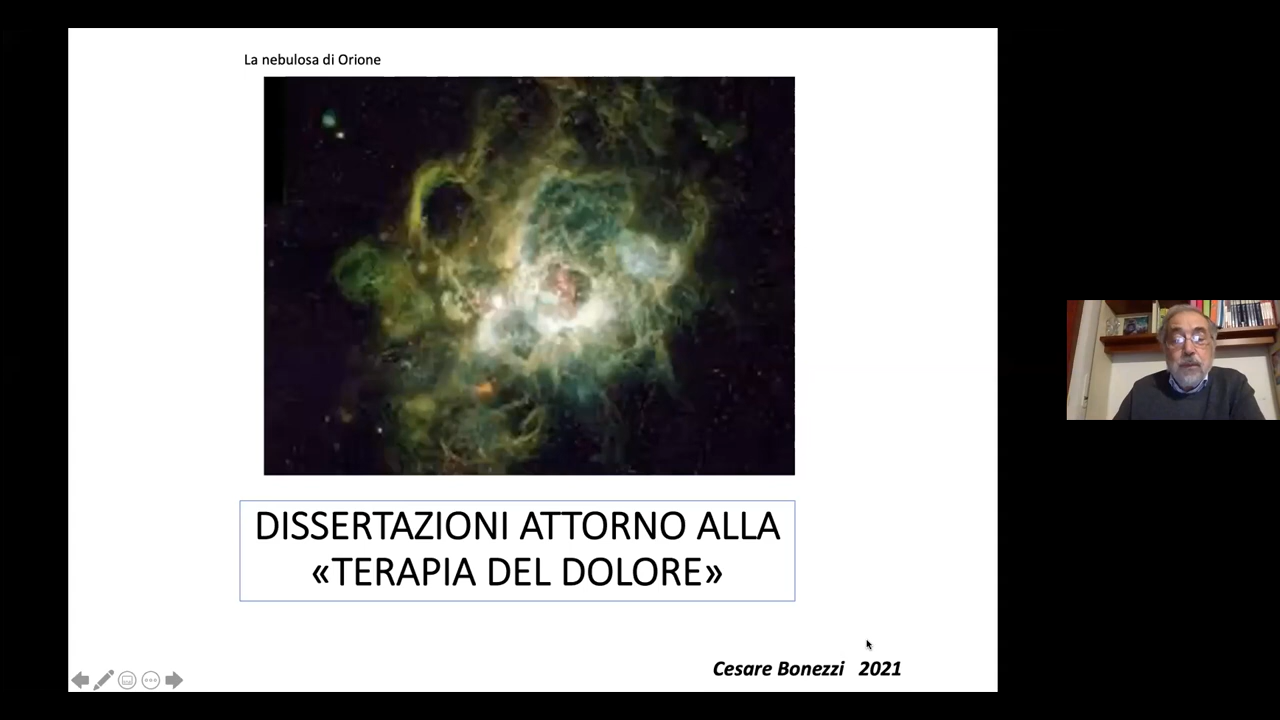 La nebulosa di Orione
DISSERTAZIONI ATTORNO ALLA
«TERAPIA DEL DOLORE»
Cesare Bonezzi 2021